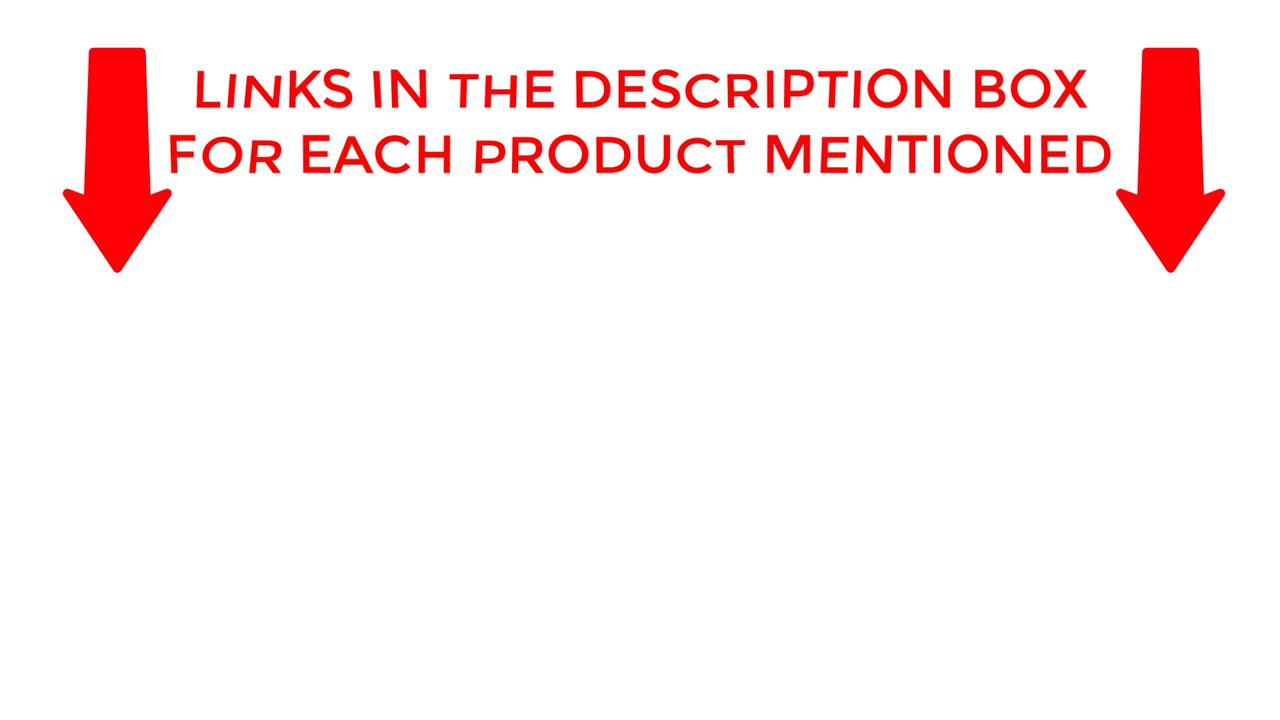 LINKS IN THE DESCRIPTION BOX
FOR EACH PRODUCT MENTIONED